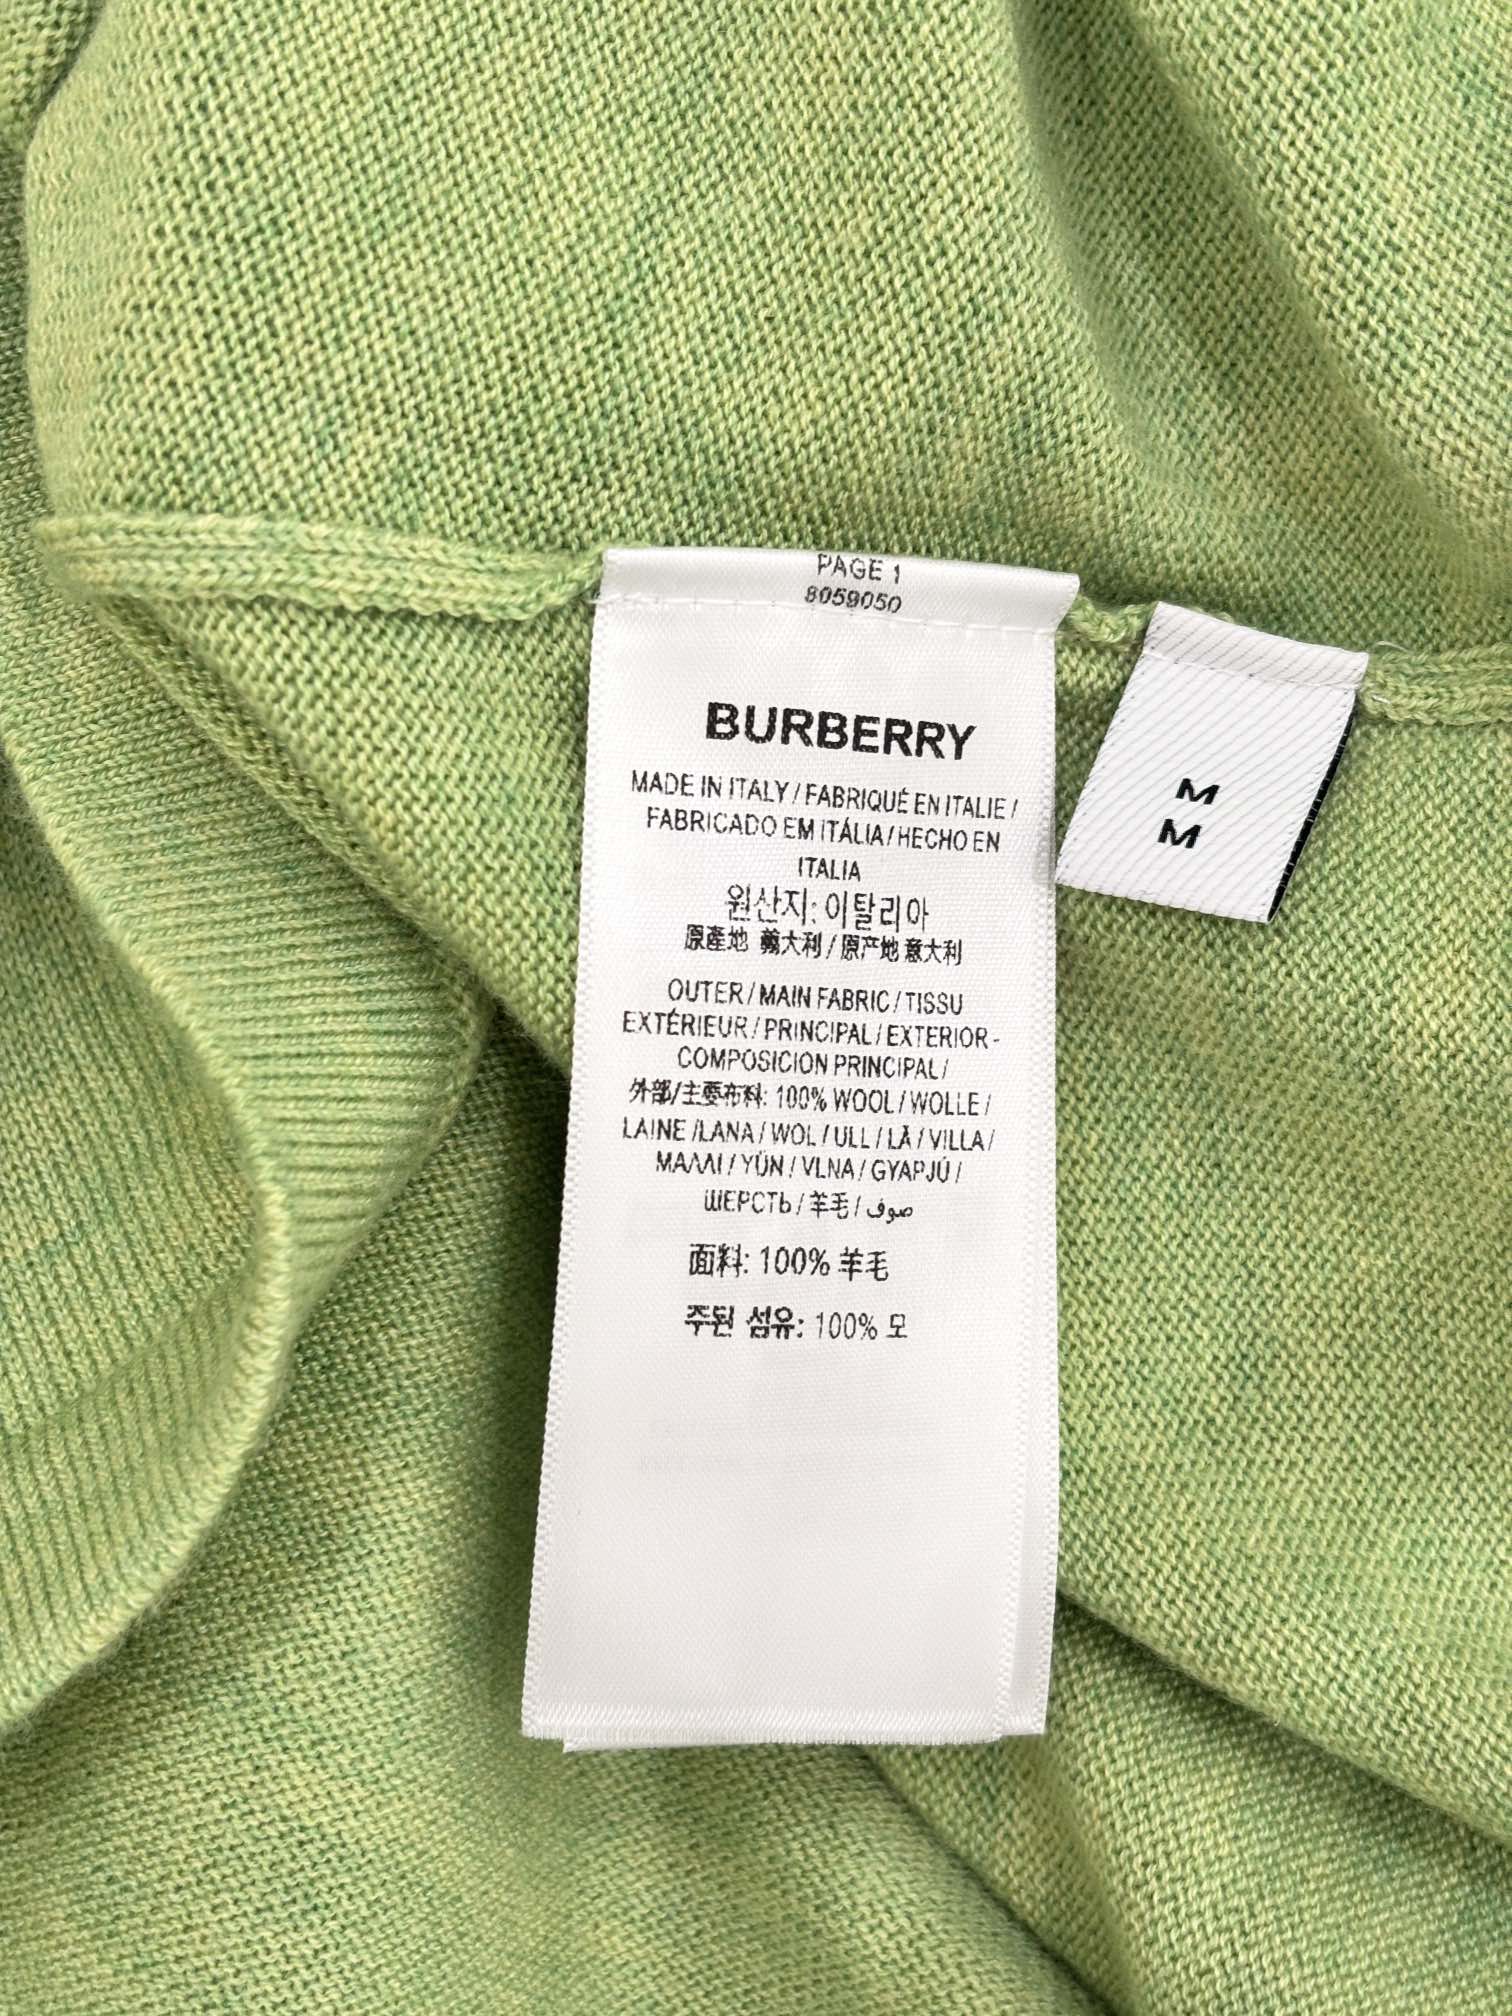 PAGE 1
8059050
BURBERRY
MADE IN ITALY / FABRIQUÉ EN ITALIE /
FABRICADO EM ITÁLIA / HECHO EN
ITALIA
원산지: 이탈리아
原產地 義大利 / 原产地 意大利
OUTER / MAIN FABRIC / TISSU
EXTÉRIEUR / PRINCIPAL / EXTERIOR -
COMPOSICION PRINCIPAL /
外部/主要布料: 100% WOOL / WOLLE /
LAINE /LANA / WOL / ULL / LÃ / VILLA /
ΜΑΛΛΙ / YÜN / VLNA / GYAPJÚ /
ШЕРСТЬ / 羊毛 / صوف
面料: 100% 羊毛
주된 섬유: 100% 모
M
M